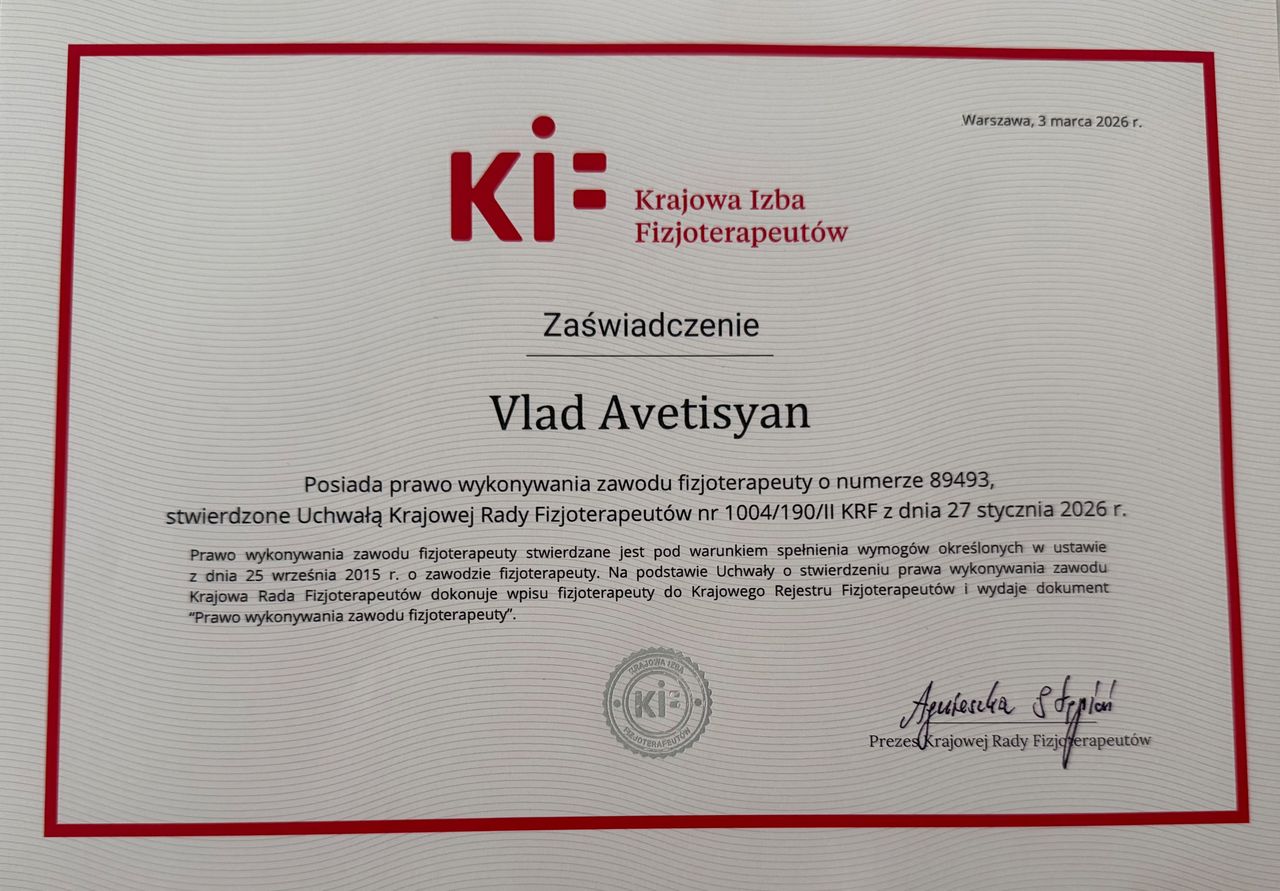 Warszawa, 3 marca 2026 r.
KIF
Krajowa Izba
Fizjoterapeutów
Zaświadczenie
Vlad Avetisyan
Posiada prawo wykonywania zawodu fizjoterapeuty o numerze 89493,
stwierdzone Uchwałą Krajowej Rady Fizjoterapeutów nr 1004/190/II KRF z dnia 27 stycznia 2026 r.
Prawo wykonywania zawodu fizjoterapeuty stwierdzane jest pod warunkiem spełnienia wymogów określonych w ustawie
z dnia 25 września 2015 r. o zawodzie fizjoterapeuty. Na podstawie Uchwały o stwierdzeniu prawa wykonywania zawodu
Krajowa Rada Fizjoterapeutów dokonuje wpisu fizjoterapeuty do Krajowego Rejestru Fizjoterapeutów i wydaje dokument
“Prawo wykonywania zawodu fizjoterapeuty”.
KRAJOWA IZBA
KIF
FIZJOTERAPEUTÓW
Agnieszka Stępień
Prezes Krajowej Rady Fizjoterapeutów